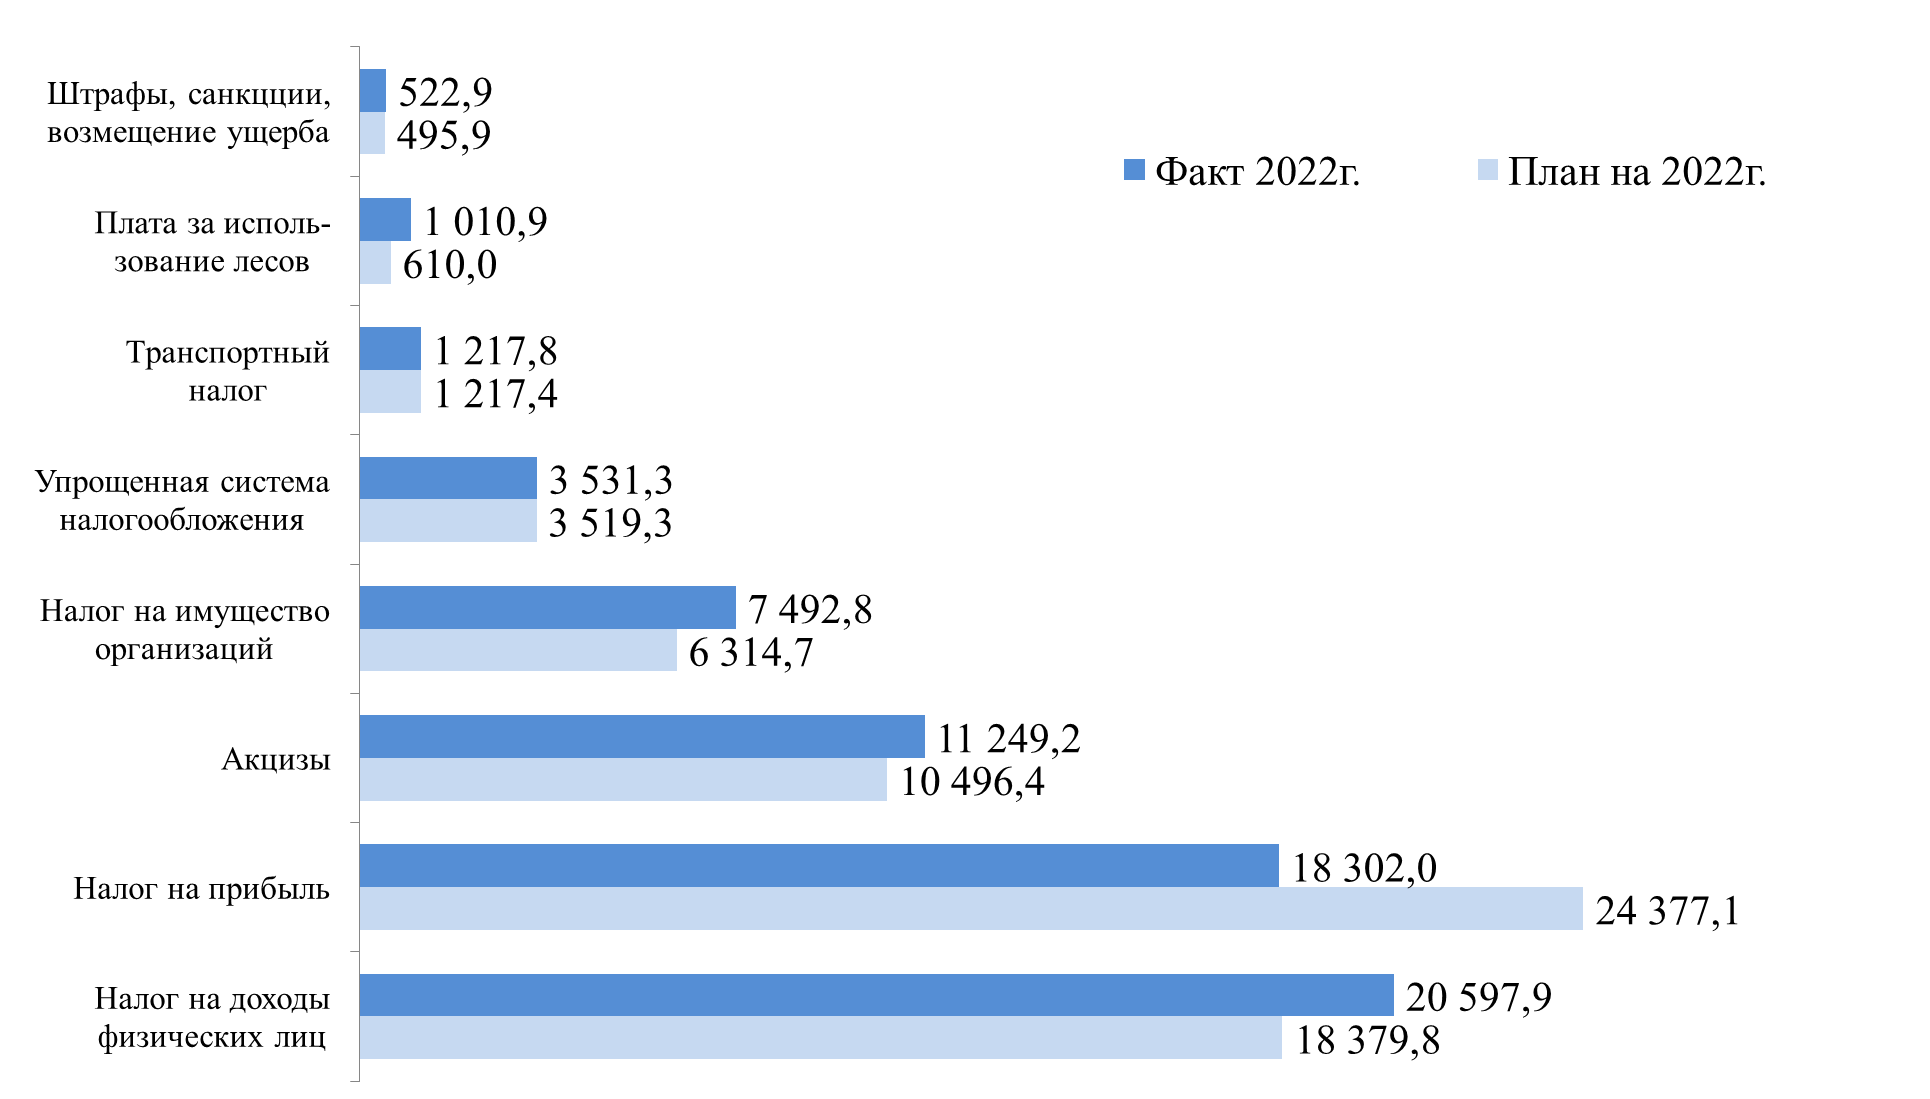 Штрафы, санкцции,
возмещение ущерба
522,9
495,9
Факт 2022г.
План на 2022г.
Плата за исполь-
зование лесов
1 010,9
610,0
Транспортный
налог
1 217,8
1 217,4
Упрощенная система
налогообложения
3 531,3
3 519,3
Налог на имущество
организаций
7 492,8
6 314,7
Акцизы
11 249,2
10 496,4
Налог на прибыль
18 302,0
24 377,1
Налог на доходы
физических лиц
20 597,9
18 379,8